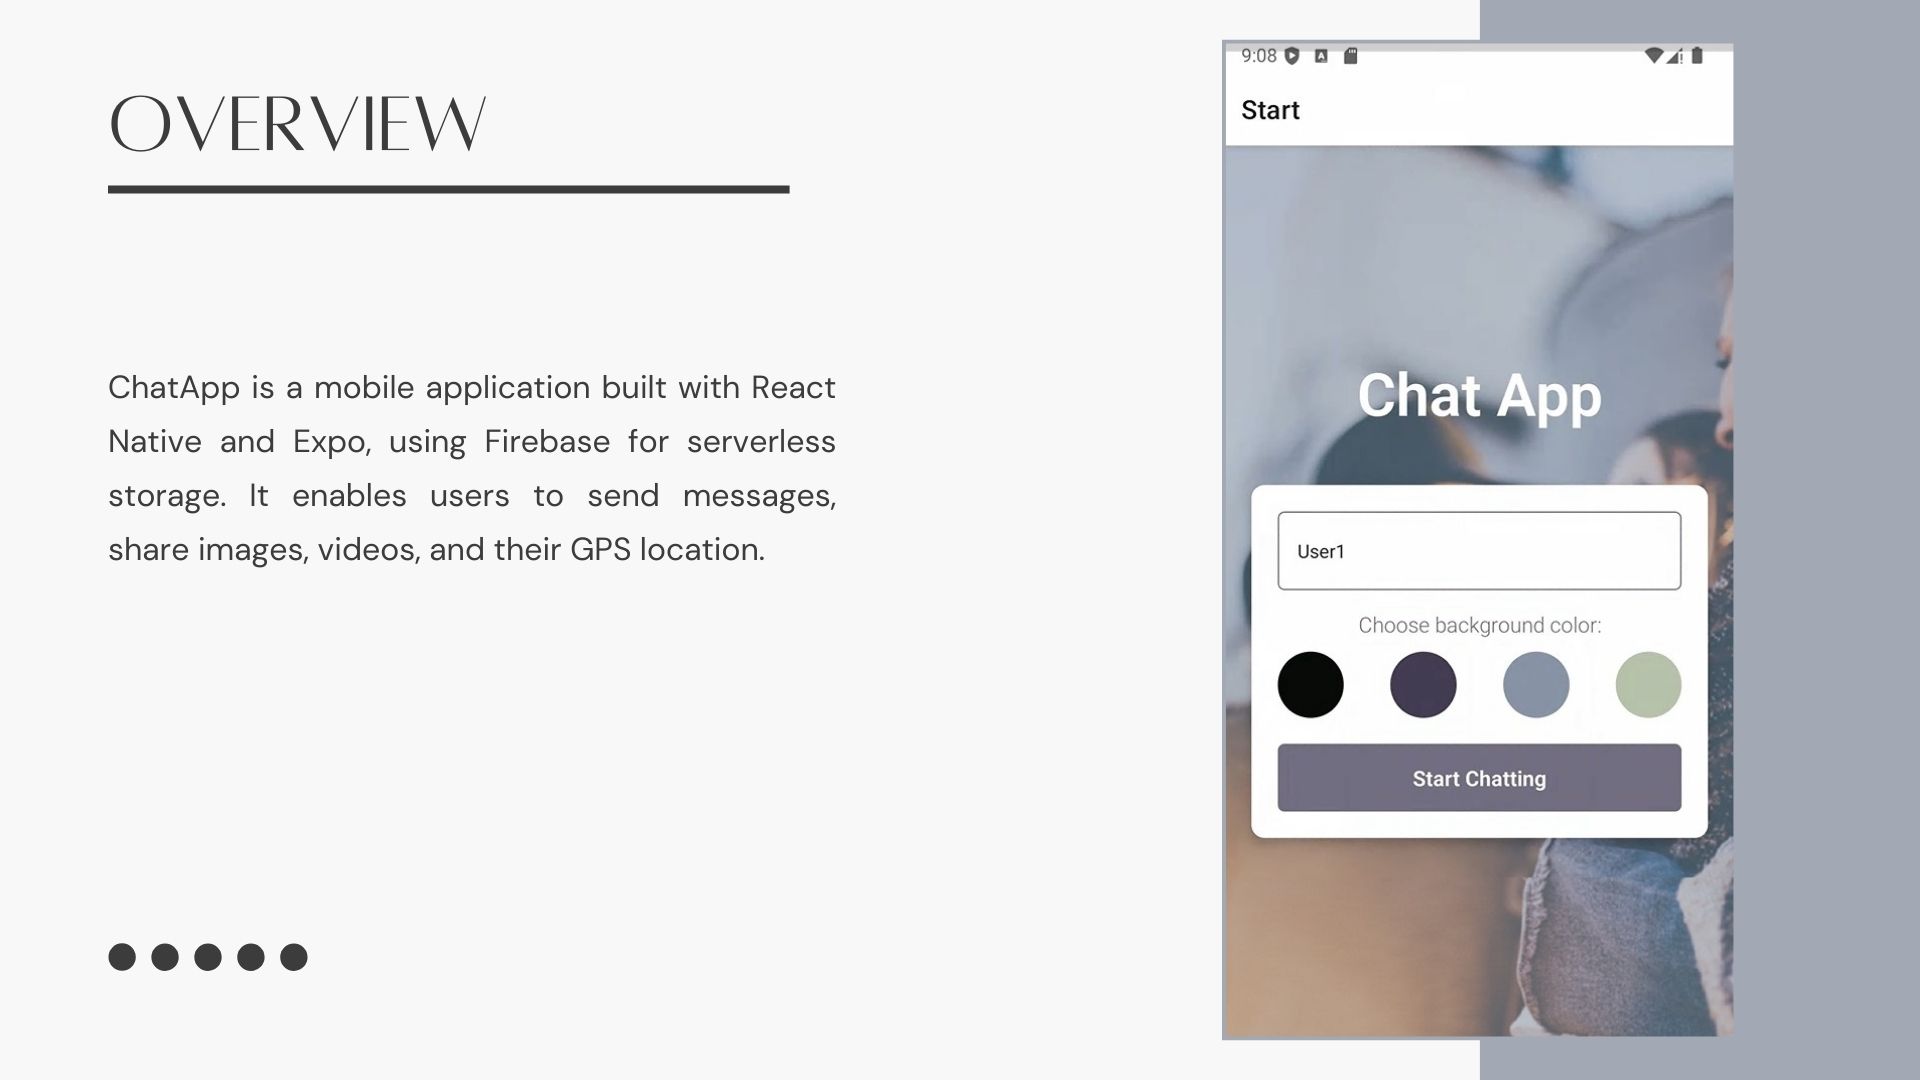 OVERVIEW
ChatApp is a mobile application built with React
Native and Expo, using Firebase for serverless
storage. It enables users to send messages,
share images, videos, and their GPS location.
9:08
Start
Chat App
User1
Choose background color:
Start Chatting